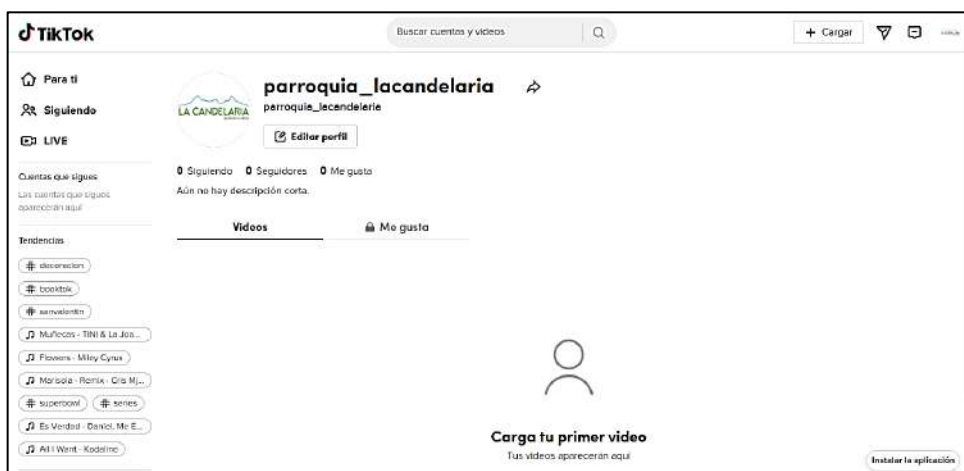 TikTok
Buscar cuentas y videos
+ Cargar
Para ti
Siguiendo
LIVE
Cuentas que sigues
Las cuentas que sigues
aparecerán aquí
Tendencias
# decoracion
# booktok
# sanvalentin
Muñecas - TINI & La Joa...
Flowers - Miley Cyrus
Marisola - Remix - Cris Mj...
# superbowl # series
Es Verdad - Daniel, Me E...
All I Want - Kodaline
LA CANDELARIA
parroquia_lacandelaria
parroquia_lacandelaria
Editar perfil
0 Siguiendo 0 Seguidores 0 Me gusta
Aún no hay descripción corta.
Videos Me gusta
Carga tu primer video
Tus videos aparecerán aquí
Instalar la aplicación